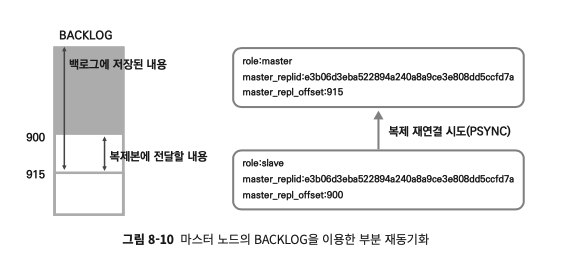 BACKLOG
백로그에 저장된 내용
900
복제본에 전달할 내용
915
role:master
master_replid:e3b06d3eba522894a240a8a9ce3e808dd5ccfd7a
master_repl_offset:915
복제 재연결 시도(PSYNC)
role:slave
master_replid:e3b06d3eba522894a240a8a9ce3e808dd5ccfd7a
master_repl_offset:900
그림 8-10 마스터 노드의 BACKLOG을 이용한 부분 재동기화